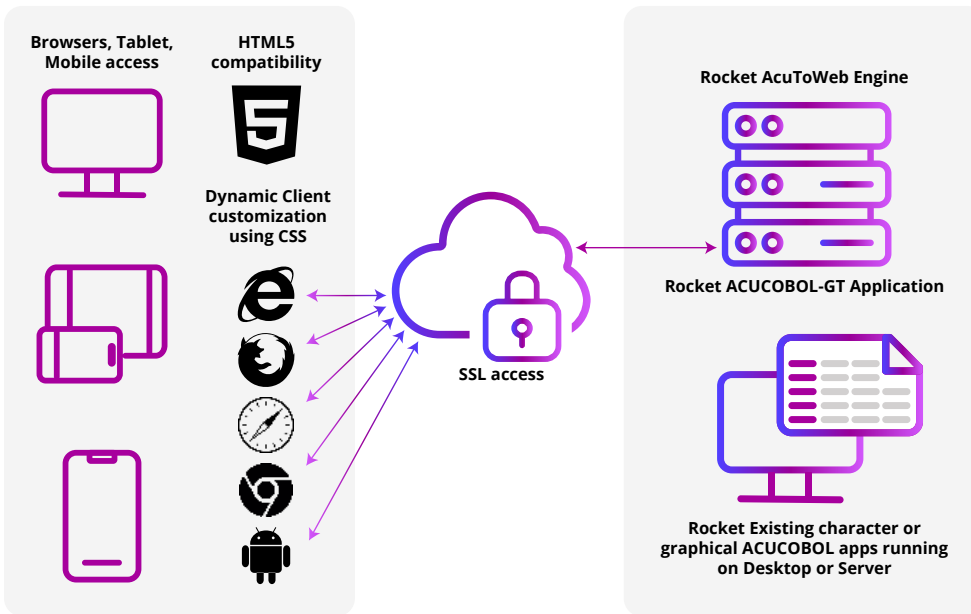 Browsers, Tablet,
Mobile access
HTML5
compatibility
5
Dynamic Client
customization
using CSS
SSL access
Rocket AcuToWeb Engine
Rocket ACUCOBOL-GT Application
Rocket Existing character or
graphical ACUCOBOL apps running
on Desktop or Server